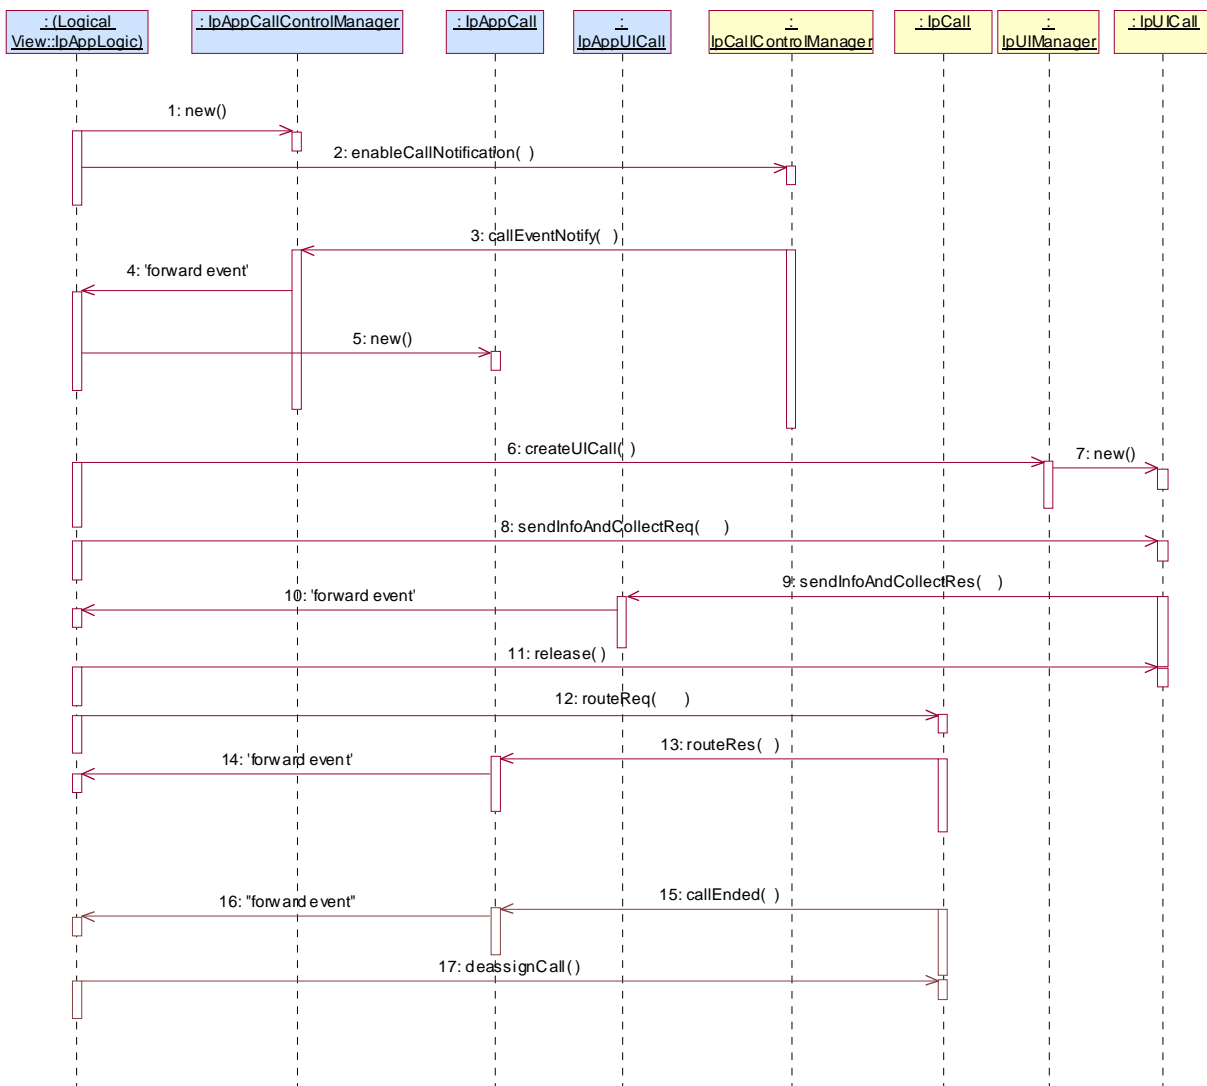 : (Logical
View::IpAppLogic)
: IpAppCallControlManager
: IpAppCall
:
IpAppUICall
:
IpCallControlManager
: IpCall
:
IpUIManager
: IpUICall
1: new()
2: enableCallNotification( )
3: callEventNotify( )
4: 'forward event'
5: new()
6: createUICall( )
7: new()
8: sendInfoAndCollectReq( )
9: sendInfoAndCollectRes( )
10: 'forward event'
11: release( )
12: routeReq( )
13: routeRes( )
14: 'forward event'
15: callEnded( )
16: "forward event"
17: deassignCall( )